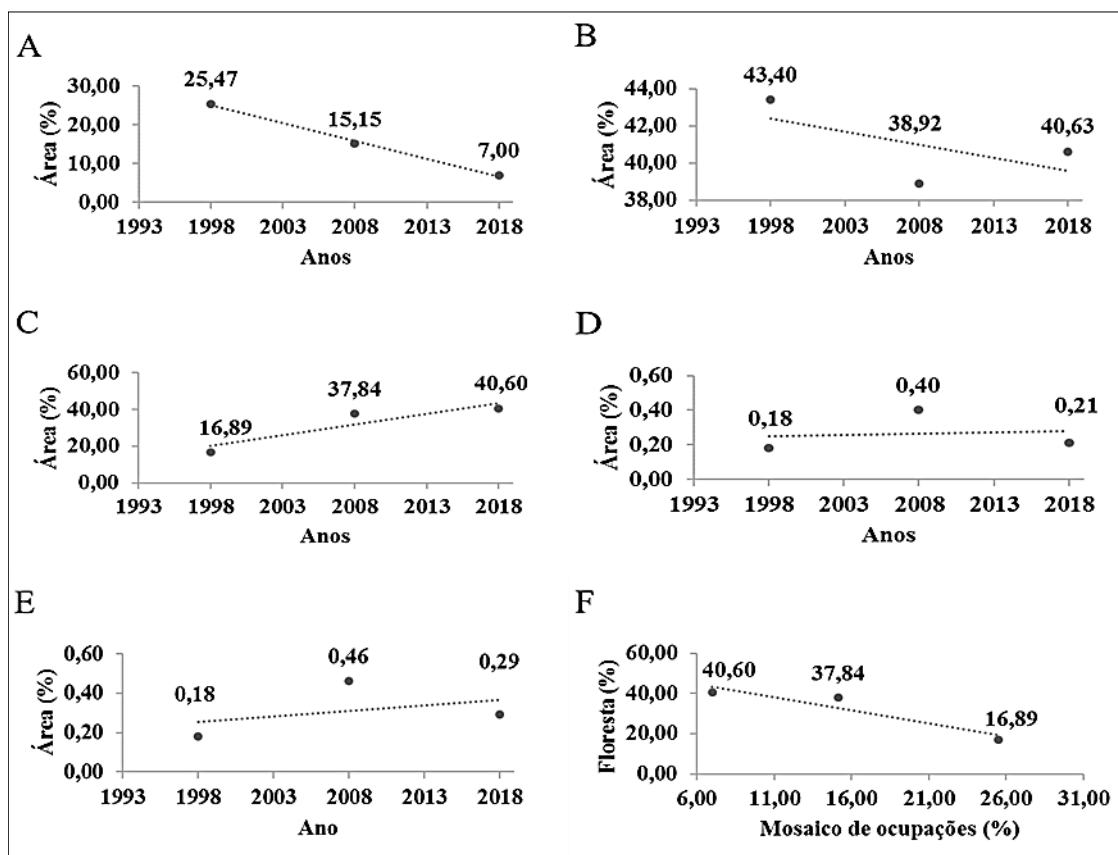 A
30,00
20,00
10,00
0,00
Área (%)
25,47
15,15
7,00
1993 1998 2003 2008 2013 2018
Anos
B
44,00
42,00
40,00
38,00
Área (%)
43,40
38,92
40,63
1993 1998 2003 2008 2013 2018
Anos
C
60,00
40,00
20,00
0,00
Área (%)
16,89
37,84
40,60
1993 1998 2003 2008 2013 2018
Anos
D
0,60
0,40
0,20
0,00
Área (%)
0,18
0,40
0,21
1993 1998 2003 2008 2013 2018
Anos
E
0,60
0,40
0,20
0,00
Área (%)
0,18
0,46
0,29
1993 1998 2003 2008 2013 2018
Ano
F
60,00
40,00
20,00
0,00
Floresta (%)
40,60
37,84
16,89
6,00 11,00 16,00 21,00 26,00 31,00
Mosaico de ocupações (%)